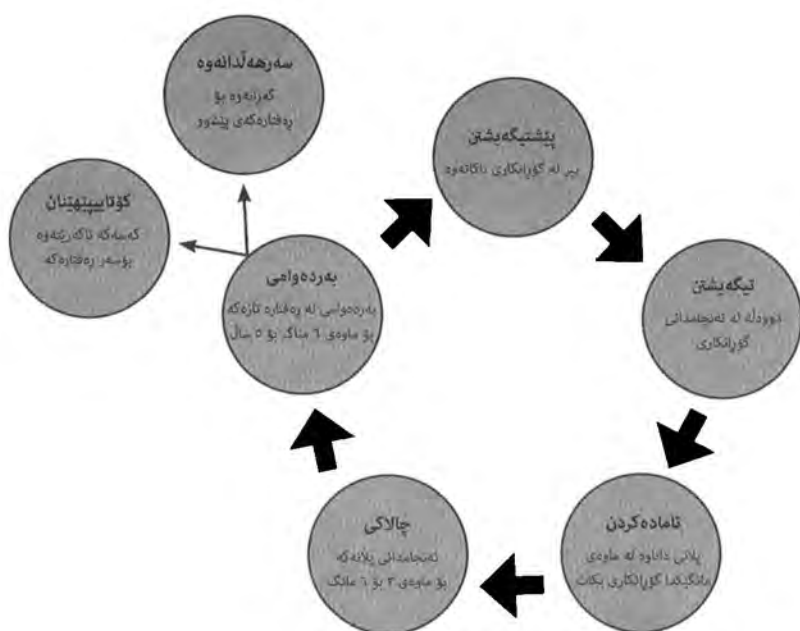 سەرهەڵدانەوە
گەڕانەوە بۆ
ڕەفتارەکەی پێشوو
پێشتیگەیشتن
بیر لە گۆڕانکاری ناکاتەوە
کۆتاییپێهێنان
کەسەکە ناگەڕێتەوە
بۆسەر ڕەفتارەکە
بەردەوامی
بەردەوامی لە ڕەفتارە تازەکە
بۆ ماوەی ٦ مانگ بۆ ٥ ساڵ
تیگەیشتن
دوودڵە لە ئەنجامدانی
گۆڕانکاری
چالاکی
ئەنجامدانی پلانەکە
بۆ ماوەی ٣ بۆ ٦ مانگ
ئامادەکردن
پلانی داناوە لە ماوەی
مانگێکدا گۆڕانکاری بکات